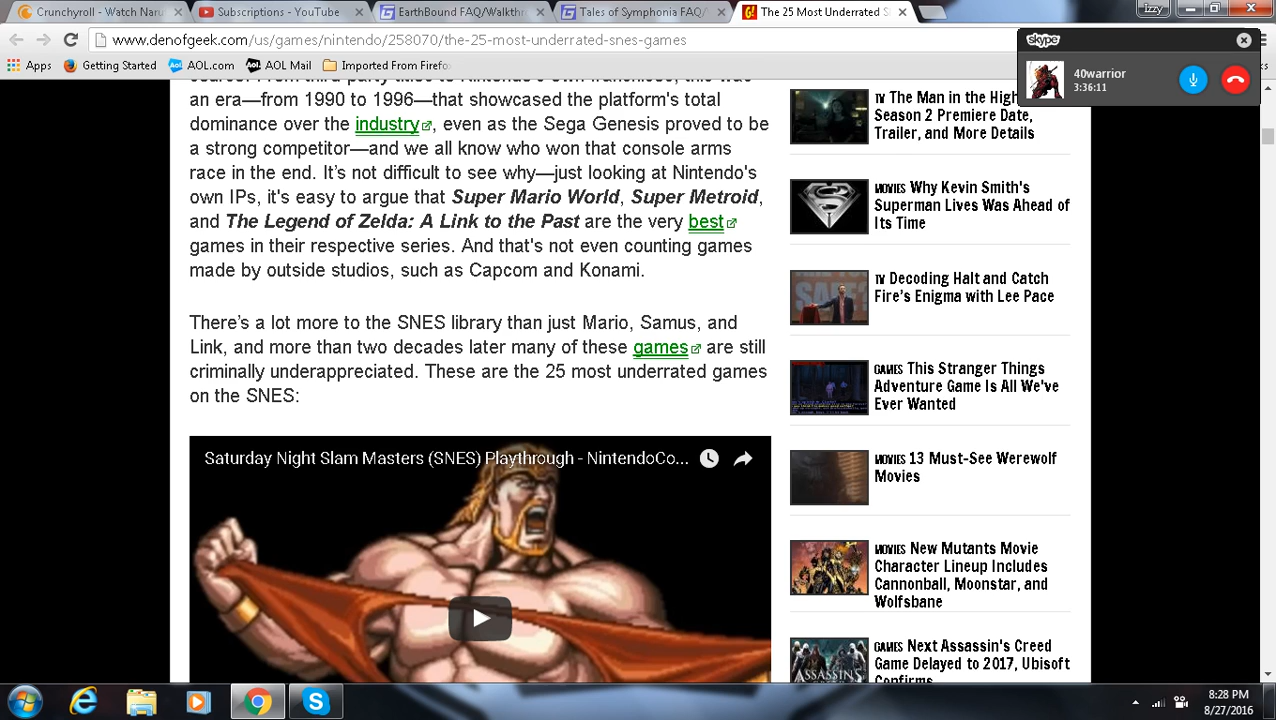 Crunchyroll - Watch Naru
Subscriptions - YouTube
EarthBound FAQ/Walkthr
Tales of Symphonia FAQ/
The 25 Most Underrated S
Izzy
www.denofgeek.com/us/games/nintendo/258070/the-25-most-underrated-snes-games
Apps
Getting Started
AOL.com
AOL Mail
Imported From Firefo
skype
40warrior
3:36:11
an era—from 1990 to 1996—that showcased the platform's total
dominance over the industry, even as the Sega Genesis proved to be
a strong competitor—and we all know who won that console arms
race in the end. It's not difficult to see why—just looking at Nintendo's
own IPs, it's easy to argue that Super Mario World, Super Metroid,
and The Legend of Zelda: A Link to the Past are the very best
games in their respective series. And that's not even counting games
made by outside studios, such as Capcom and Konami.
There's a lot more to the SNES library than just Mario, Samus, and
Link, and more than two decades later many of these games are still
criminally underappreciated. These are the 25 most underrated games
on the SNES:
Saturday Night Slam Masters (SNES) Playthrough - NintendoCo...
TV The Man in the High
Season 2 Premiere Date,
Trailer, and More Details
MOVIES Why Kevin Smith's
Superman Lives Was Ahead of
Its Time
TV Decoding Halt and Catch
Fire's Enigma with Lee Pace
GAMES This Stranger Things
Adventure Game Is All We've
Ever Wanted
MOVIES 13 Must-See Werewolf
Movies
MOVIES New Mutants Movie
Character Lineup Includes
Cannonball, Moonstar, and
Wolfsbane
GAMES Next Assassin's Creed
Game Delayed to 2017, Ubisoft
Confirms
ASSASSIN'S
8:28 PM
8/27/2016